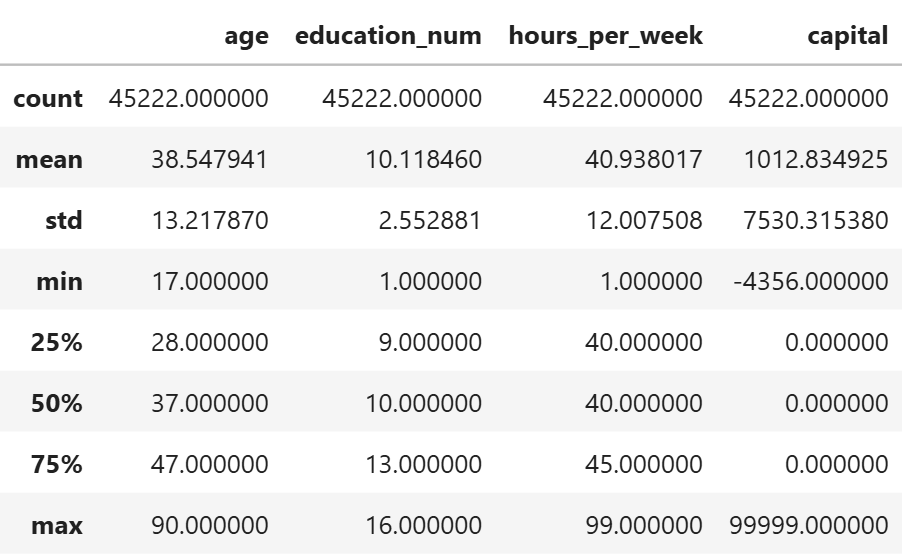 age education_num hours_per_week capital
count 45222.000000 45222.000000 45222.000000 45222.000000
mean 38.547941 10.118460 40.938017 1012.834925
std 13.217870 2.552881 12.007508 7530.315380
min 17.000000 1.000000 1.000000 -4356.000000
25% 28.000000 9.000000 40.000000 0.000000
50% 37.000000 10.000000 40.000000 0.000000
75% 47.000000 13.000000 45.000000 0.000000
max 90.000000 16.000000 99.000000 99999.000000